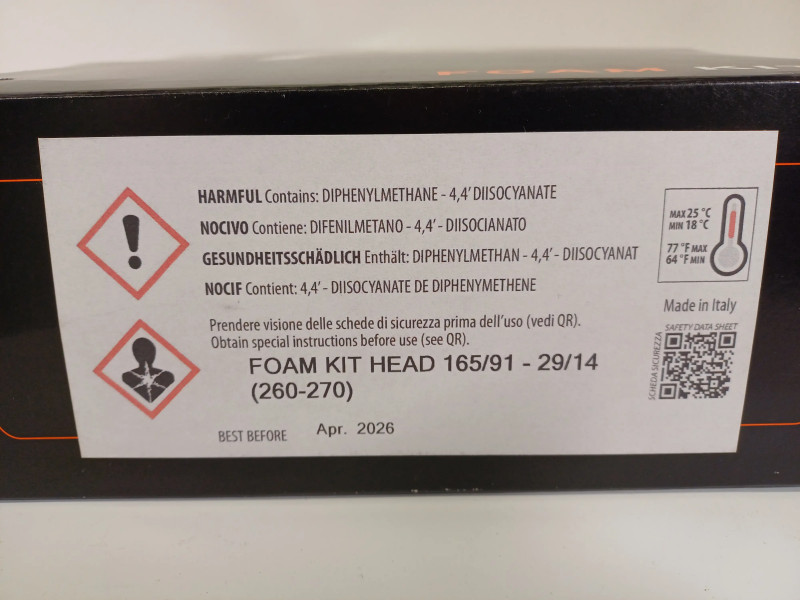 FOAM KIT
HARMFUL Contains: DIPHENYLMETHANE - 4,4' DIISOCYANATE
NOCIVO Contiene: DIFENILMETANO - 4,4' - DIISOCIANATO
GESUNDHEITSSCHÄDLICH Enthält: DIPHENYLMETHAN - 4,4' - DIISOCYANAT
NOCIF Contient: 4,4' - DIISOCYANATE DE DIPHENYMETHENE
Prendere visione delle schede di sicurezza prima dell'uso (vedi QR).
Obtain special instructions before use (see QR).
FOAM KIT HEAD 165/91 - 29/14
(260-270)
BEST BEFORE Apr. 2026
MAX 25 °C
MIN 18 °C
77 °F MAX
64 °F MIN
Made in Italy
SAFETY DATA SHEET
SCHEDA SICUREZZA